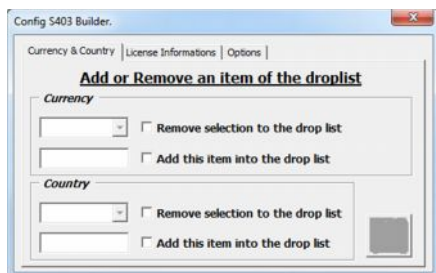 Config S403 Builder.
Currency & Country | License Informations | Options |
Add or Remove an item of the droplist
Currency
Remove selection to the drop list
Add this item into the drop list
Country
Remove selection to the drop list
Add this item into the drop list